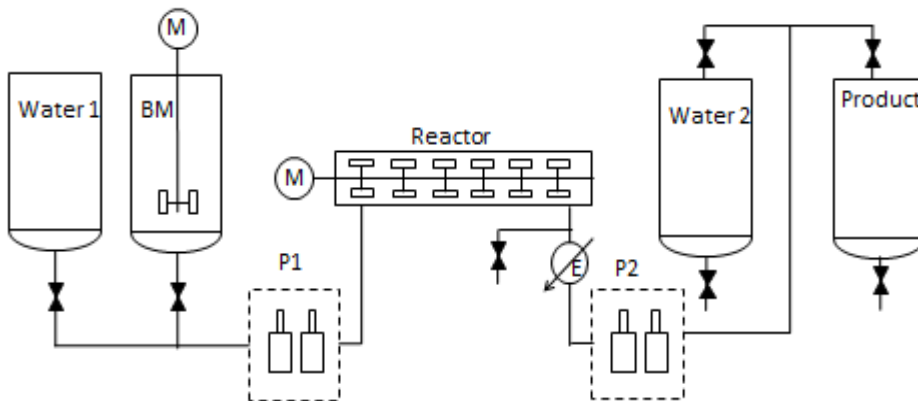 M
Water 1
BM
Reactor
M
P1
E
P2
Water 2
Product